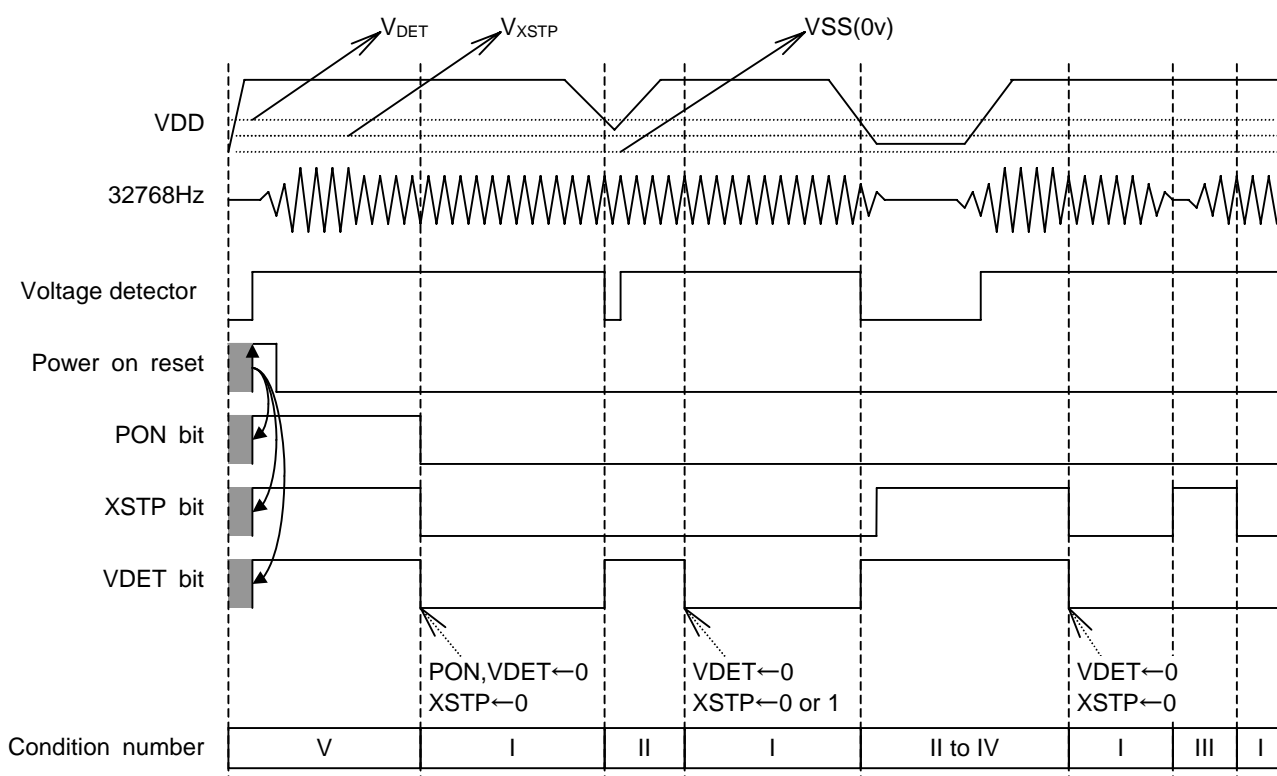 VDET VXSTP VSS(0v)
VDD
32768Hz
Voltage detector
Power on reset
PON bit
XSTP bit
VDET bit
PON,VDET←0
XSTP←0
VDET←0
XSTP←0 or 1
VDET←0
XSTP←0
Condition number V I II I II to IV I III I